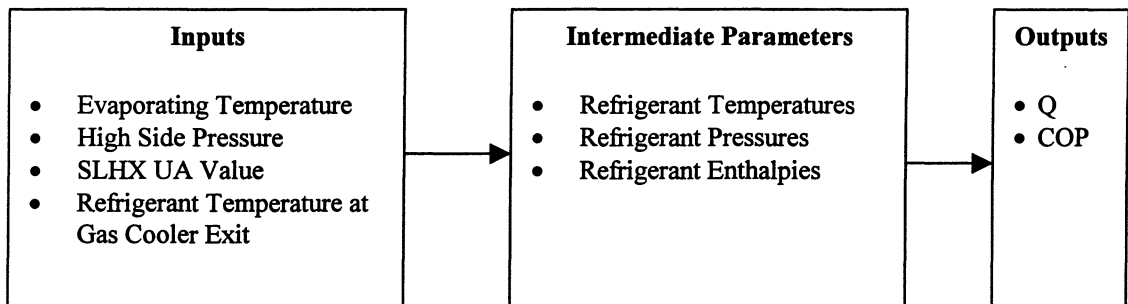 Inputs
• Evaporating Temperature
• High Side Pressure
• SLHX UA Value
• Refrigerant Temperature at
Gas Cooler Exit
Intermediate Parameters
• Refrigerant Temperatures
• Refrigerant Pressures
• Refrigerant Enthalpies
Outputs
• Q
• COP